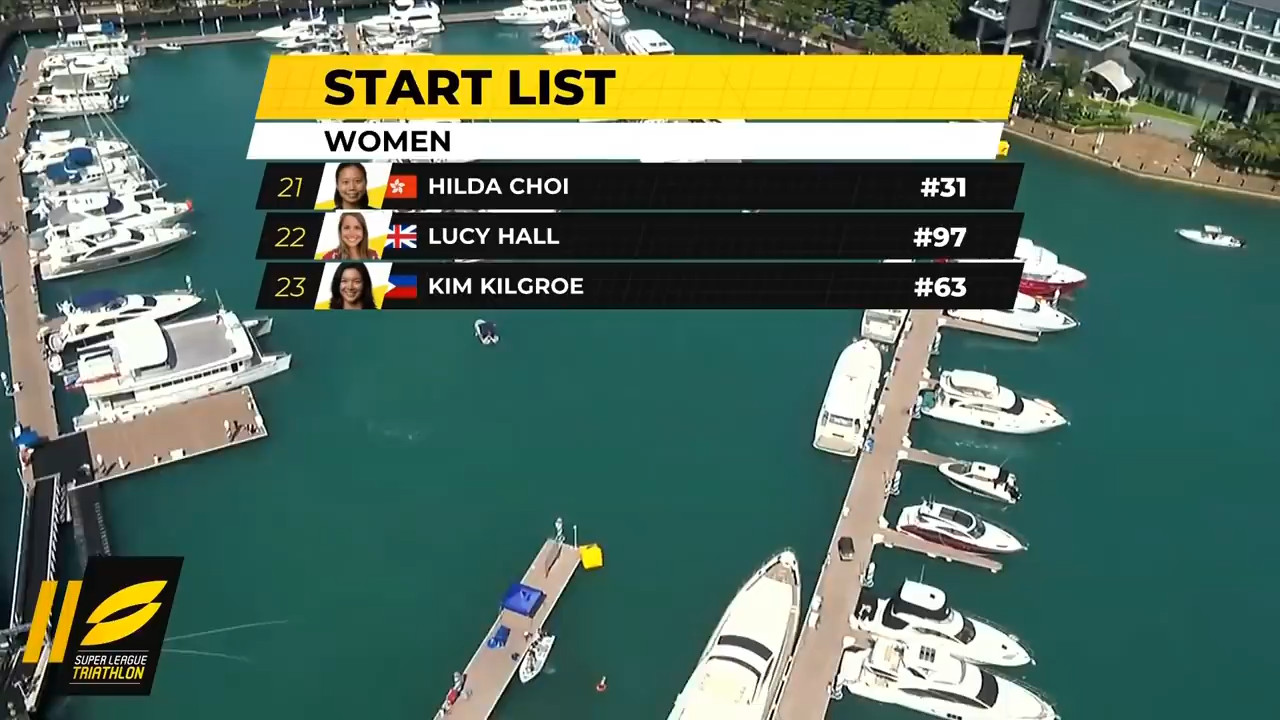 START LIST
WOMEN
21 HILDA CHOI #31
22 LUCY HALL #97
23 KIM KILGROE #63
SUPER LEAGUE
TRIATHLON